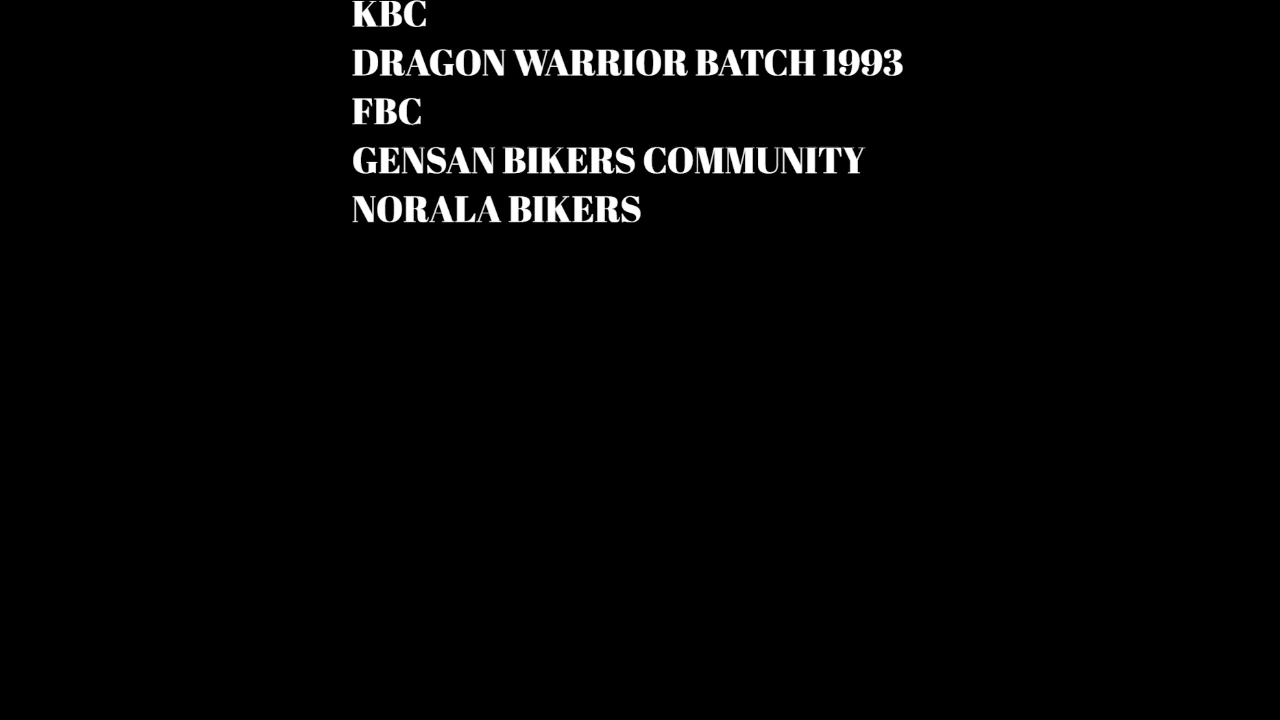 KBC
DRAGON WARRIOR BATCH 1993
FBC
GENSAN BIKERS COMMUNITY
NORALA BIKERS